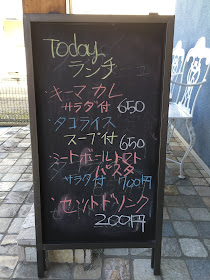 Today
ランチ
・キーマ カレー
サラダ付 650
・タコライス
スープ付
650
・ミートボールトマト
パスタ
サラダ付 700円
・セットドリンク
200円